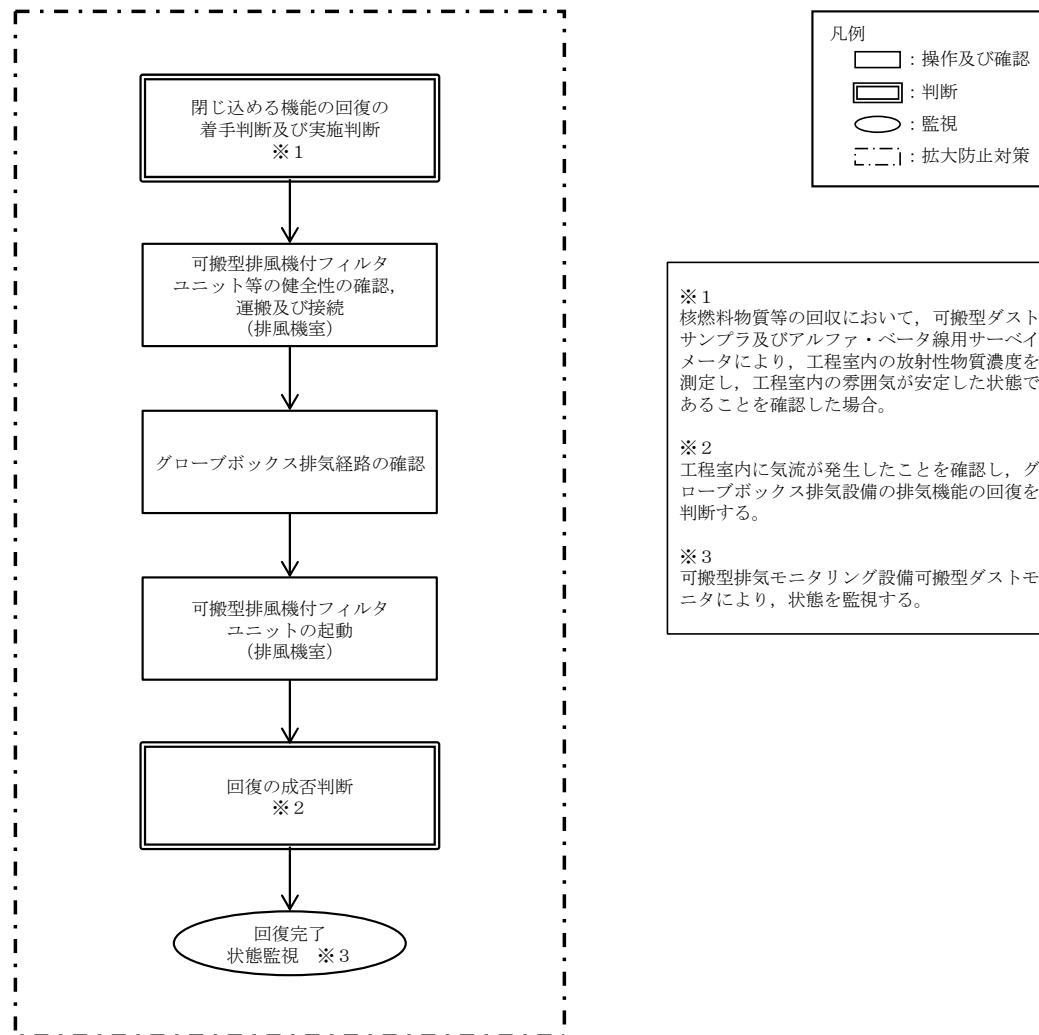 閉じ込める機能の回復の
着手判断及び実施判断
※1
可搬型排風機付フィルタ
ユニット等の健全性の確認，
運搬及び接続
（排風機室）
グローブボックス排気経路の確認
可搬型排風機付フィルタ
ユニットの起動
（排風機室）
回復の成否判断
※2
回復完了
状態監視　※3
凡例
：操作及び確認
：判断
：監視
：拡大防止対策
※1
核燃料物質等の回収において，可搬型ダスト
サンプラ及びアルファ・ベータ線用サーベイ
メータにより，工程室内の放射性物質濃度を
測定し，工程室内の雰囲気が安定した状態で
あることを確認した場合。
※2
工程室内に気流が発生したことを確認し，グ
ローブボックス排気設備の排気機能の回復を
判断する。
※3
可搬型排気モニタリング設備可搬型ダストモ
ニタにより，状態を監視する。